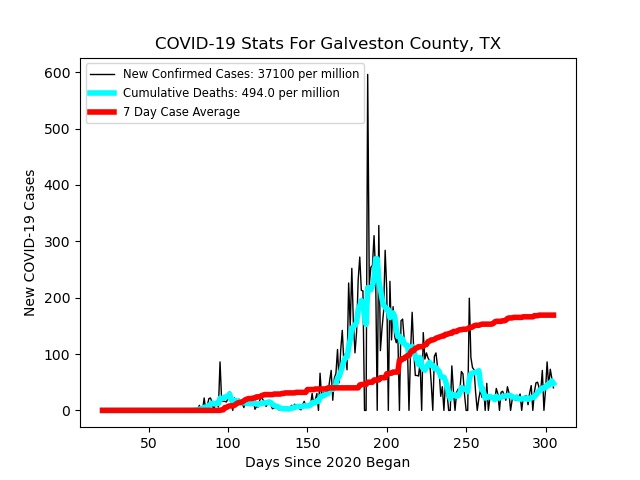 COVID-19 Stats For Galveston County, TX
New Confirmed Cases: 37100 per million
Cumulative Deaths: 494.0 per million
7 Day Case Average
600
500
400
300
200
100
0
New COVID-19 Cases
50 100 150 200 250 300
Days Since 2020 Began